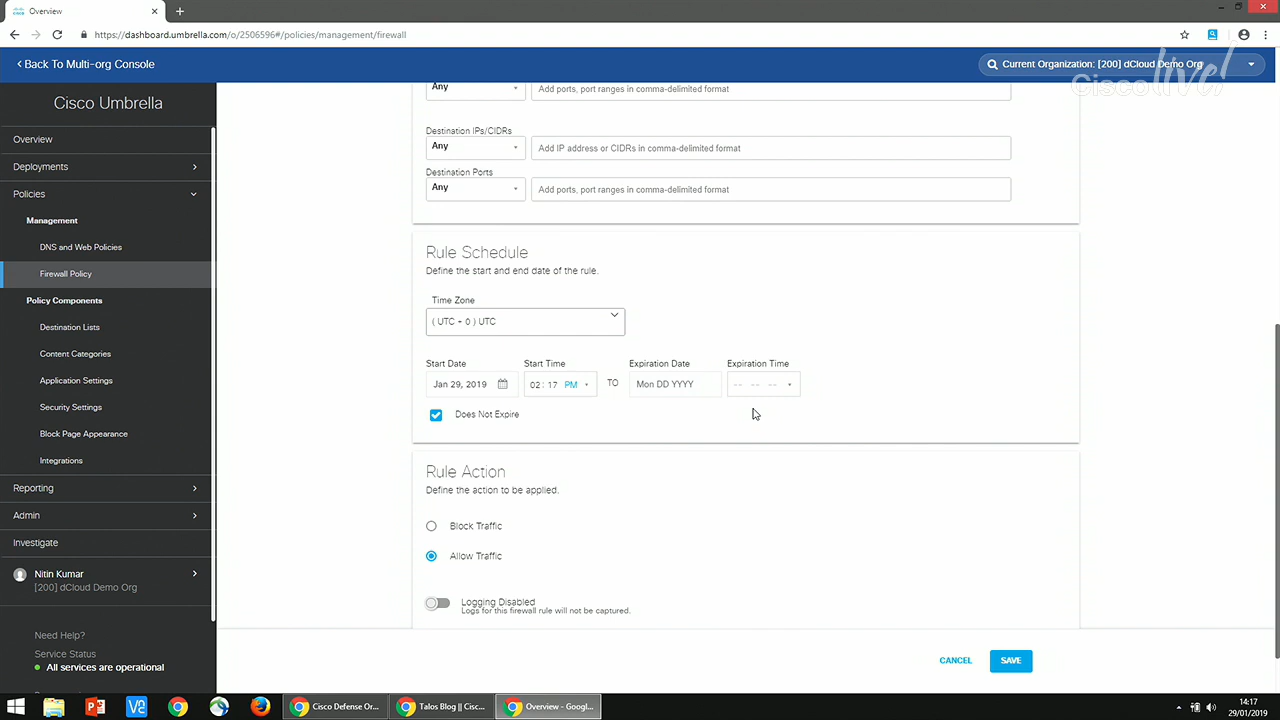 Overview
https://dashboard.umbrella.com/o/2506596#/policies/management/firewall
Back To Multi-org Console
Current Organization: [200] dCloud Demo Org
Cisco live!
Cisco Umbrella
Overview
Deployments
Policies
Management
DNS and Web Policies
Firewall Policy
Policy Components
Destination Lists
Content Categories
Application Settings
Security Settings
Block Page Appearance
Integrations
Reporting
Admin
Investigate
Nitin Kumar
[200] dCloud Demo Org
Need Help?
Service Status
All services are operational
Any Add ports, port ranges in comma-delimited format
Destination IPs/CIDRs
Any Add IP address or CIDRs in comma-delimited format
Destination Ports
Any Add ports, port ranges in comma-delimited format
Rule Schedule
Define the start and end date of the rule.
Time Zone
( UTC + 0 ) UTC
Start Date Start Time Expiration Date Expiration Time
Jan 29, 2019 02 : 17 PM TO Mon DD YYYY -- -- --
Does Not Expire
Rule Action
Define the action to be applied.
Block Traffic
Allow Traffic
Logging Disabled
Logs for this firewall rule will not be captured.
CANCEL SAVE
Cisco Defense Or... Talos Blog || Cisc... Overview - Googl...
14:17
29/01/2019